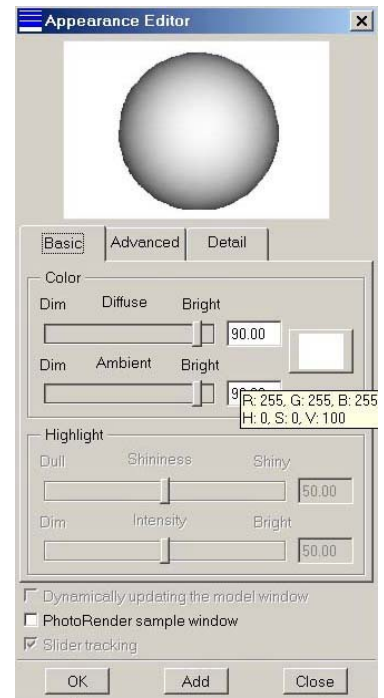 Appearance Editor
Basic Advanced Detail
Color
Dim Diffuse Bright
90.00
Dim Ambient Bright
R: 255, G: 255, B: 255
H: 0, S: 0, V: 100
Highlight
Dull Shininess Shiny
50.00
Dim Intensity Bright
50.00
Dynamically updating the model window
PhotoRender sample window
Slider tracking
OK Add Close